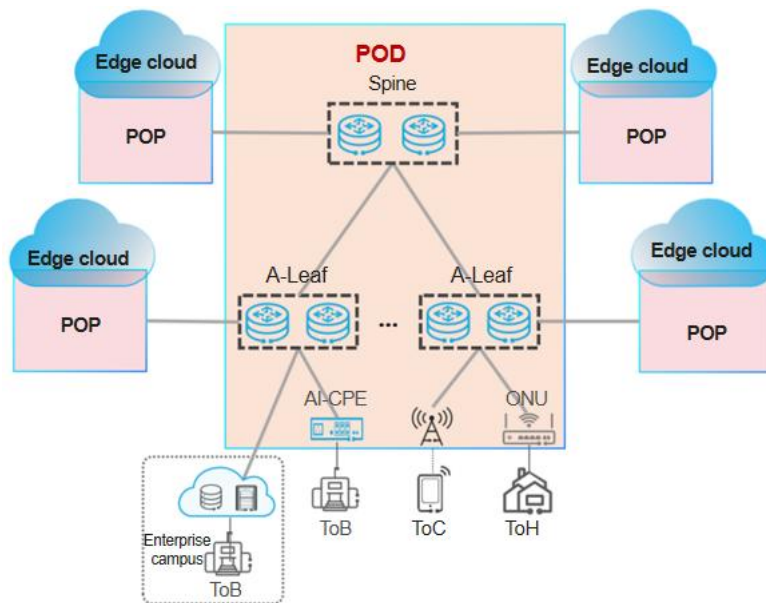 POD
Spine
Edge cloud
POP
Edge cloud
POP
A-Leaf
A-Leaf
Edge cloud
POP
...
Edge cloud
POP
AI-CPE
ONU
ToB
ToC
ToH
Enterprise
campus
ToB